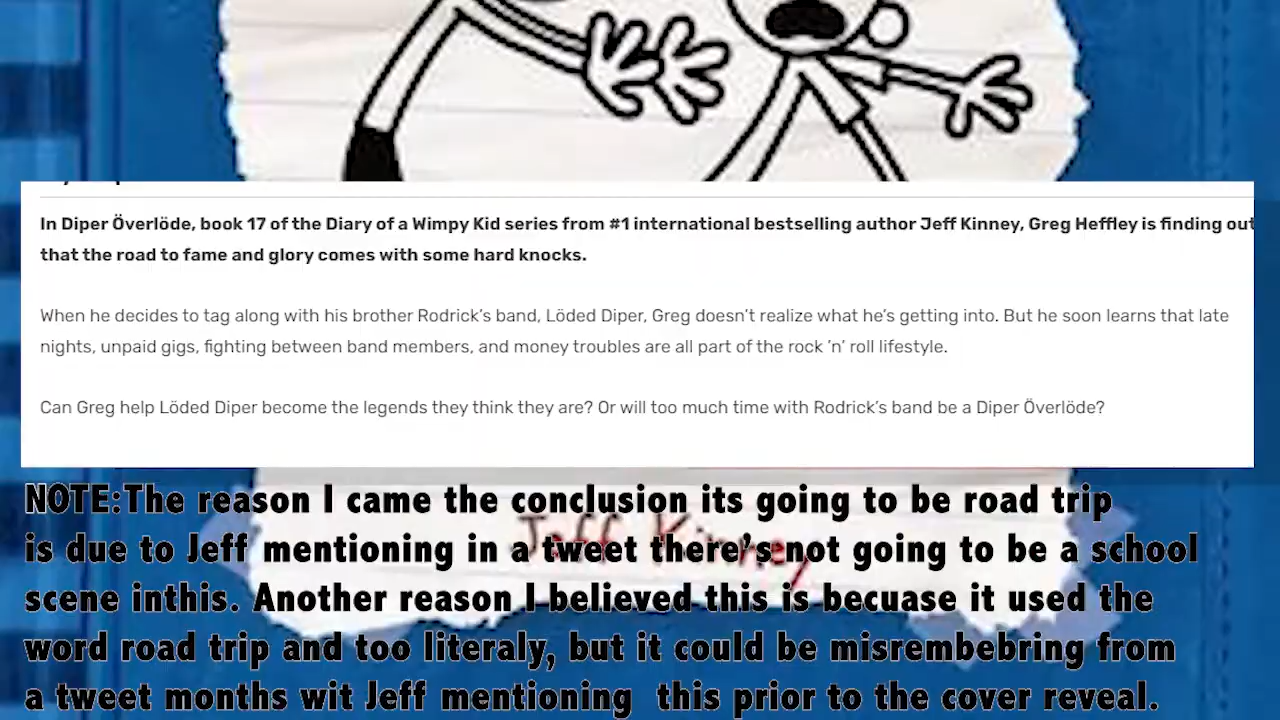 In Diper Överlöde, book 17 of the Diary of a Wimpy Kid series from #1 international bestselling author Jeff Kinney, Greg Heffley is finding out
that the road to fame and glory comes with some hard knocks.
When he decides to tag along with his brother Rodrick’s band, Löded Diper, Greg doesn’t realize what he’s getting into. But he soon learns that late
nights, unpaid gigs, fighting between band members, and money troubles are all part of the rock ’n’ roll lifestyle.
Can Greg help Löded Diper become the legends they think they are? Or will too much time with Rodrick’s band be a Diper Överlöde?
NOTE:The reason I came the conclusion its going to be road trip
is due to Jeff mentioning in a tweet there's not going to be a school
Jeff Kinney
scene inthis. Another reason I believed this is becuase it used the
word road trip and too literaly, but it could be misrembebring from
a tweet months wit Jeff mentioning this prior to the cover reveal.